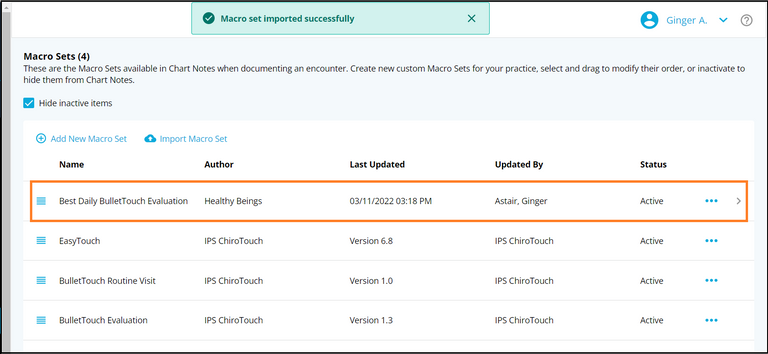 Macro set imported successfully
Ginger A.
Macro Sets (4)
These are the Macro Sets available in Chart Notes when documenting an encounter. Create new custom Macro Sets for your practice, select and drag to modify their order, or inactivate to
hide them from Chart Notes.
Hide inactive items
Add New Macro Set Import Macro Set
Name Author Last Updated Updated By Status
Best Daily BulletTouch Evaluation Healthy Beings 03/11/2022 03:18 PM Astair, Ginger Active
EasyTouch IPS ChiroTouch Version 6.8 IPS ChiroTouch Active
BulletTouch Routine Visit IPS ChiroTouch Version 1.0 IPS ChiroTouch Active
BulletTouch Evaluation IPS ChiroTouch Version 1.3 IPS ChiroTouch Active